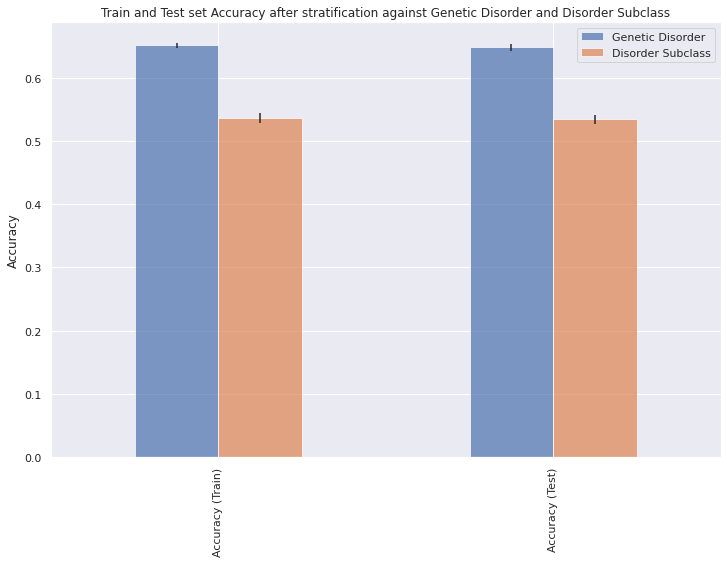 Train and Test set Accuracy after stratification against Genetic Disorder and Disorder Subclass
Genetic Disorder
Disorder Subclass
Accuracy
0.6
0.5
0.4
0.3
0.2
0.1
0.0
Accuracy (Train)
Accuracy (Test)